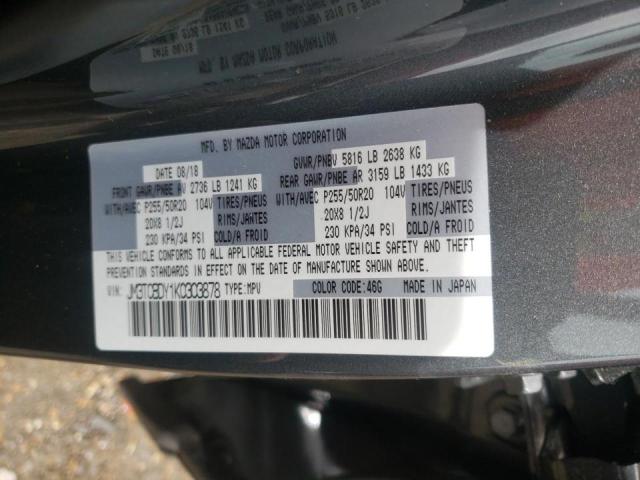 MFD. BY MAZDA MOTOR CORPORATION
DATE 08/18 GVWR/PNBV 5816 LB 2638 KG
FRONT GAWR/PNBE AV 2736 LB 1241 KG REAR GAWR/PNBE AR 3159 LB 1433 KG
WITH/AVEC P255/50R20 104V TIRES/PNEUS WITH/AVEC P255/50R20 104V TIRES/PNEUS
20X8 1/2J RIMS/JANTES 20X8 1/2J RIMS/JANTES
230 KPA/34 PSI COLD/A FROID 230 KPA/34 PSI COLD/A FROID
THIS VEHICLE CONFORMS TO ALL APPLICABLE FEDERAL MOTOR VEHICLE SAFETY AND THEFT
PREVENTION STANDARDS IN EFFECT ON THE DATE OF MANUFACTURE SHOWN ABOVE.
VIN: JM3TCBDY1K0303878 TYPE: MPV COLOR CODE: 46G MADE IN JAPAN